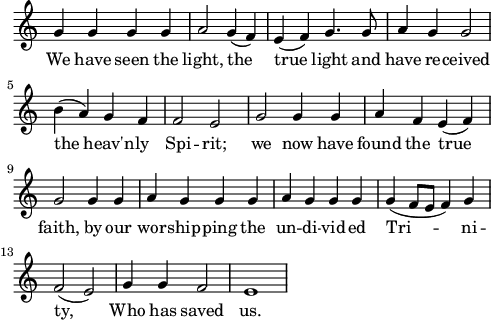 We have seen the light, the true light and have received
5
the heav'nly Spi -- rit; we now have found the true
9
faith, by our worship -- ping the un -- di -- vid -- ed Tri -- ni --
13
ty, Who has saved us.